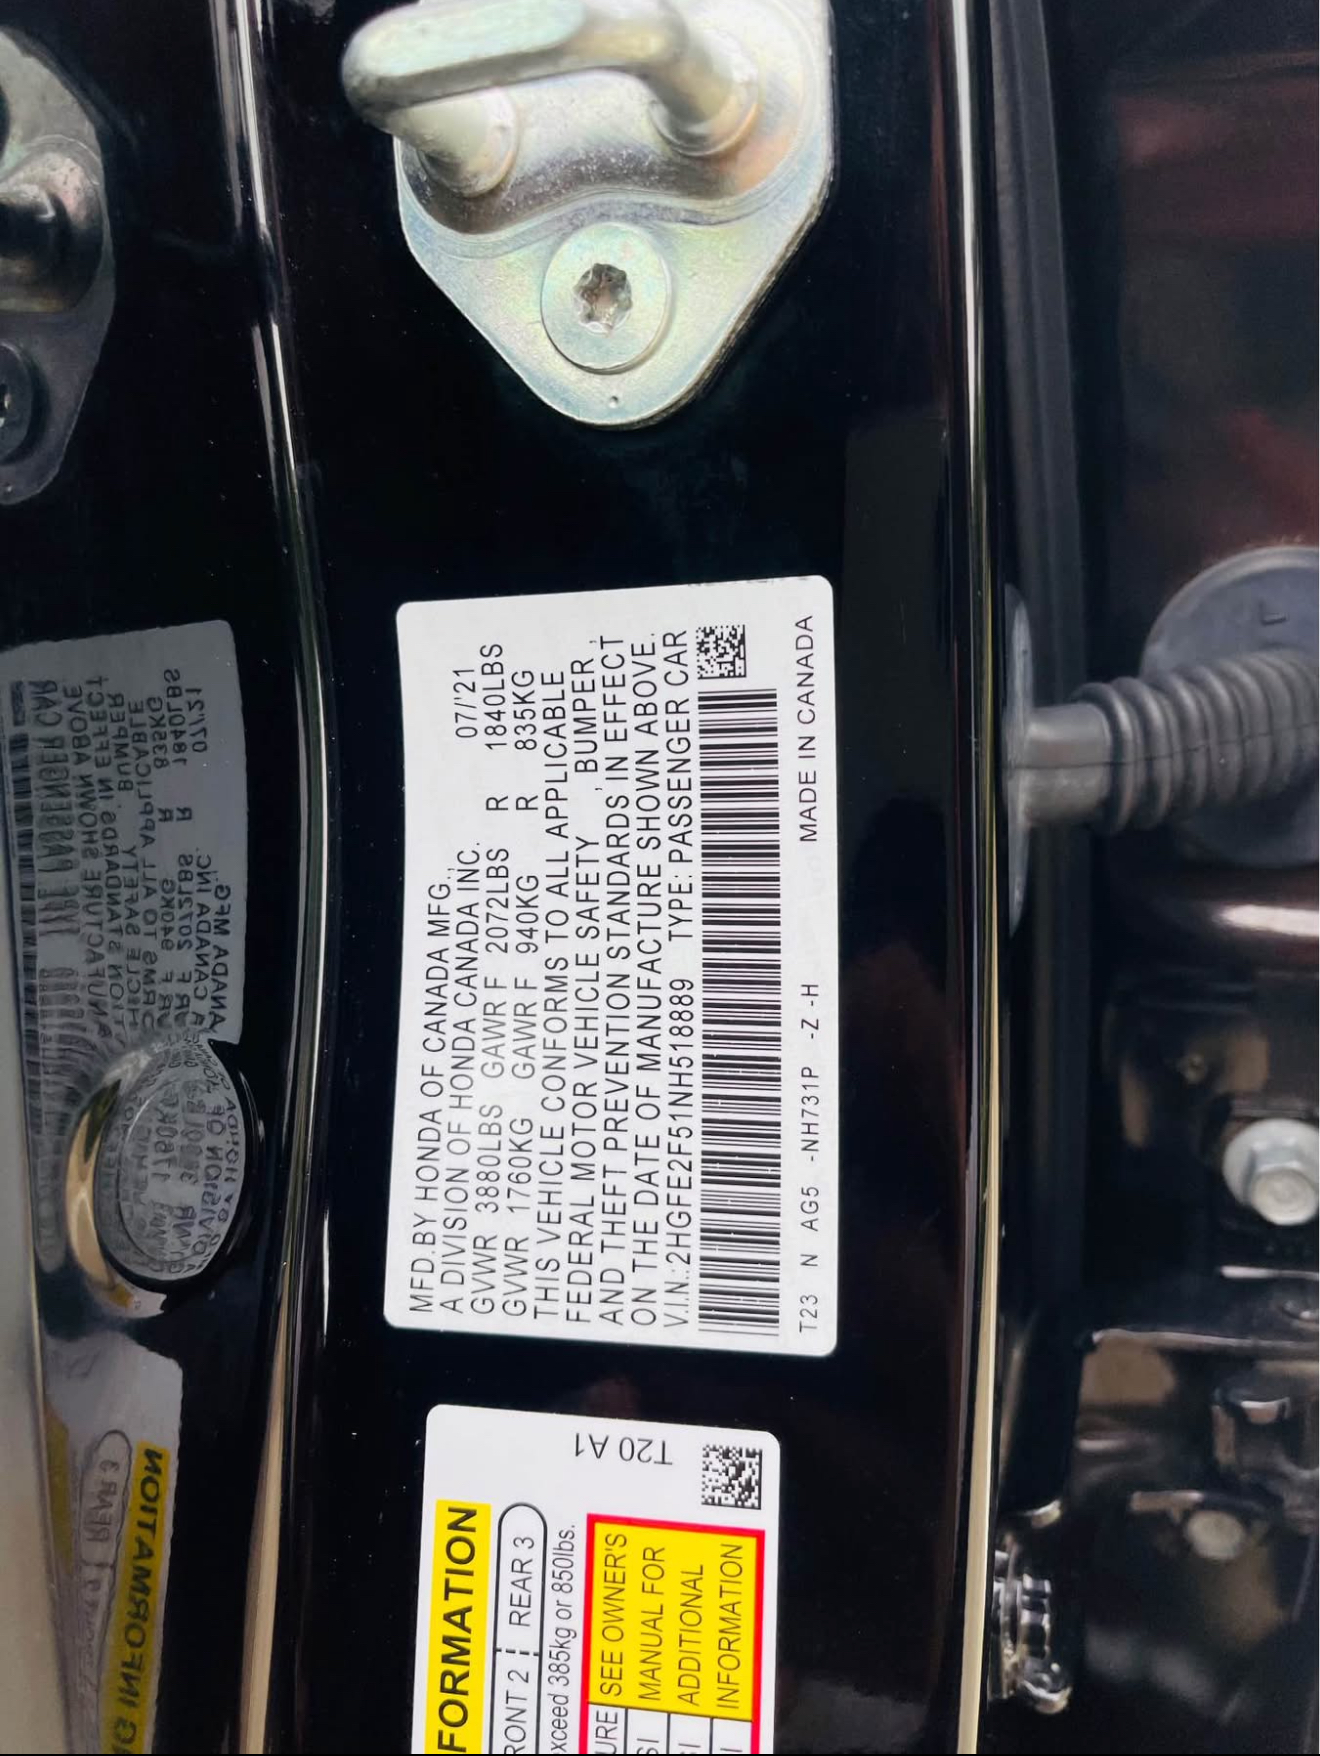 MFD.BY HONDA OF CANADA MFG.,
A DIVISION OF HONDA CANADA INC. 07/'21
GVWR 3880LBS GAWR F 2072LBS R 1840LBS
GVWR 1760KG GAWR F 940KG R 835KG
THIS VEHICLE CONFORMS TO ALL APPLICABLE
FEDERAL MOTOR VEHICLE SAFETY , BUMPER ,
AND THEFT PREVENTION STANDARDS IN EFFECT
ON THE DATE OF MANUFACTURE SHOWN ABOVE.
V.I.N.:2HGFE2F51NH518889 TYPE: PASSENGER CAR
T23 N AG5 -NH731P -Z -H MADE IN CANADA
T20 A1
FORMATION
RONT 2 REAR 3
xceed 385kg or 850lbs.
URE SEE OWNER'S
SI MANUAL FOR
SI ADDITIONAL
I INFORMATION